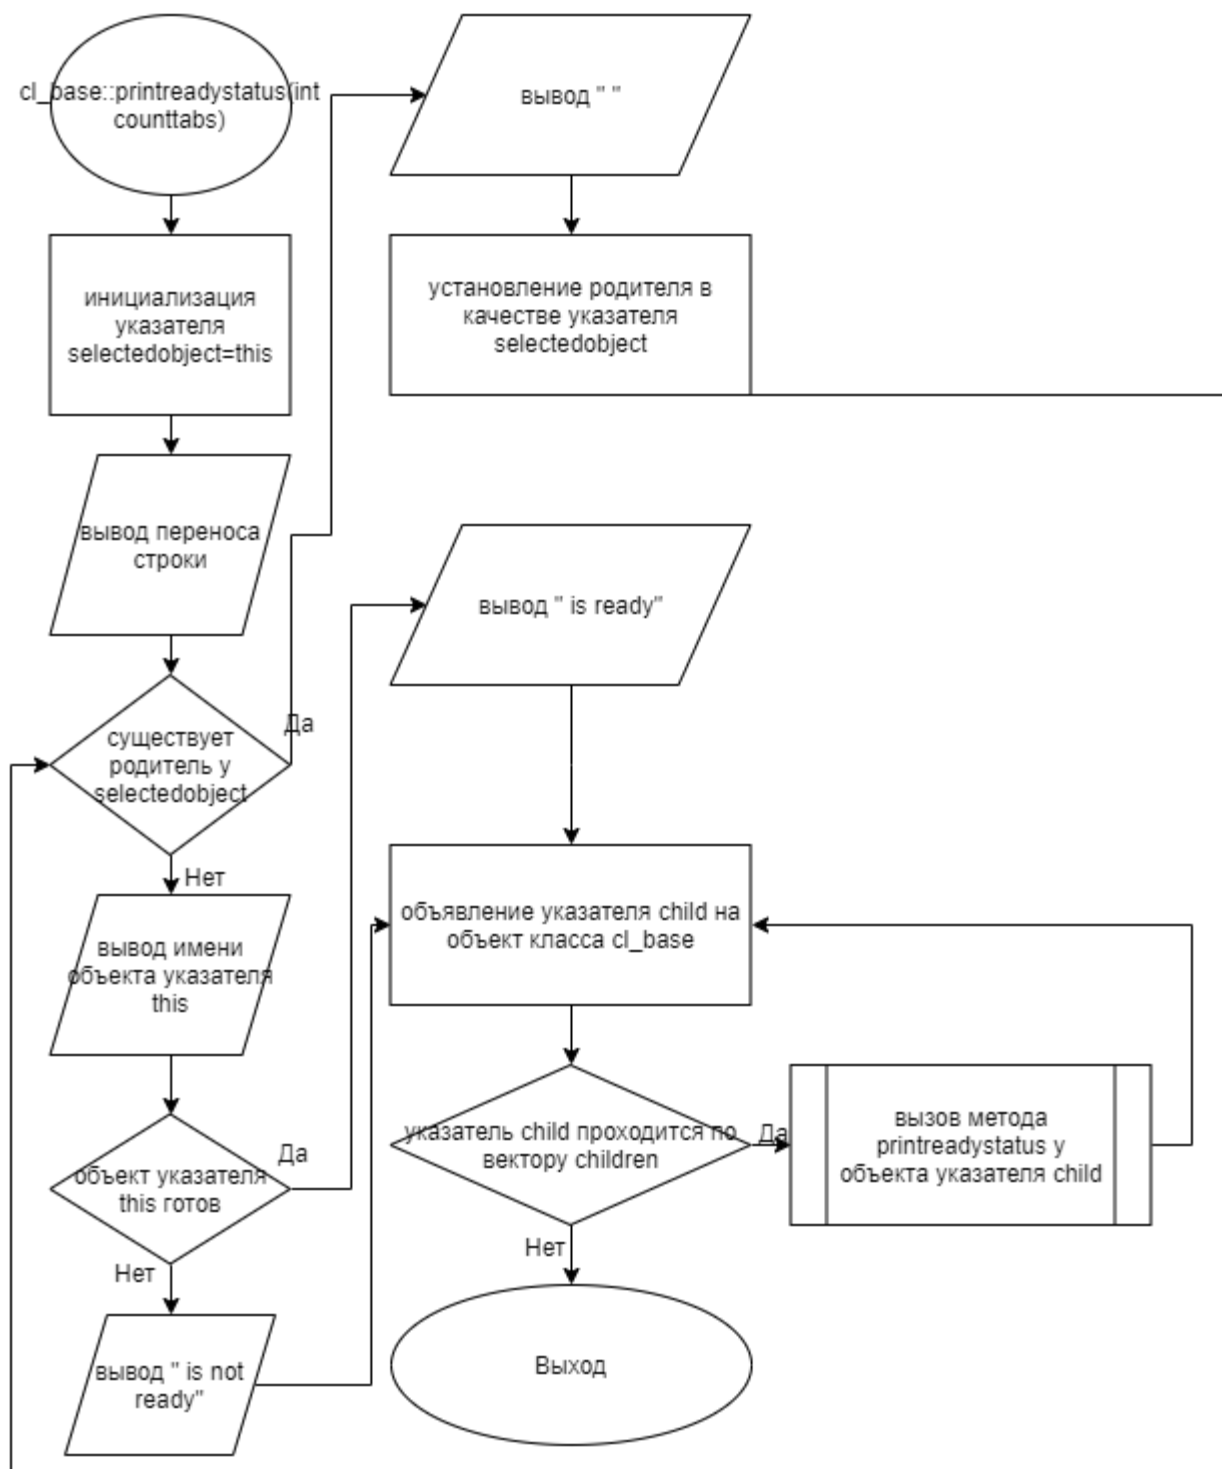 cl_base::printreadystatus(int
counttabs)
инициализация
указателя
selectedobject=this
вывод переноса
строки
существует
родитель у
selectedobject
Да
Нет
вывод имени
объекта указателя
this
объект указателя
this готов
Да
Нет
вывод " is not
ready"
вывод " "
установление родителя в
качестве указателя
selectedobject
вывод " is ready"
объявление указателя child на
объект класса cl_base
указатель child проходится по
вектору children
Да
Нет
вызов метода
printreadystatus у
объекта указателя child
Выход